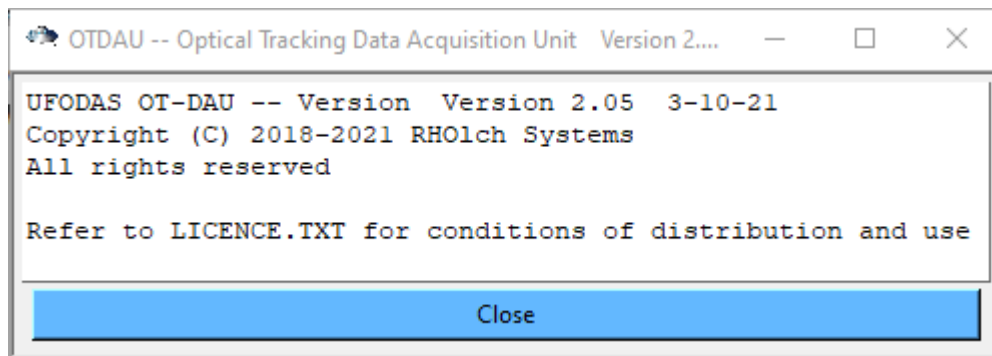 OTDAU -- Optical Tracking Data Acquisition Unit Version 2....
UFODAS OT-DAU -- Version Version 2.05 3-10-21
Copyright (C) 2018-2021 RHOlch Systems
All rights reserved
Refer to LICENCE.TXT for conditions of distribution and use
Close